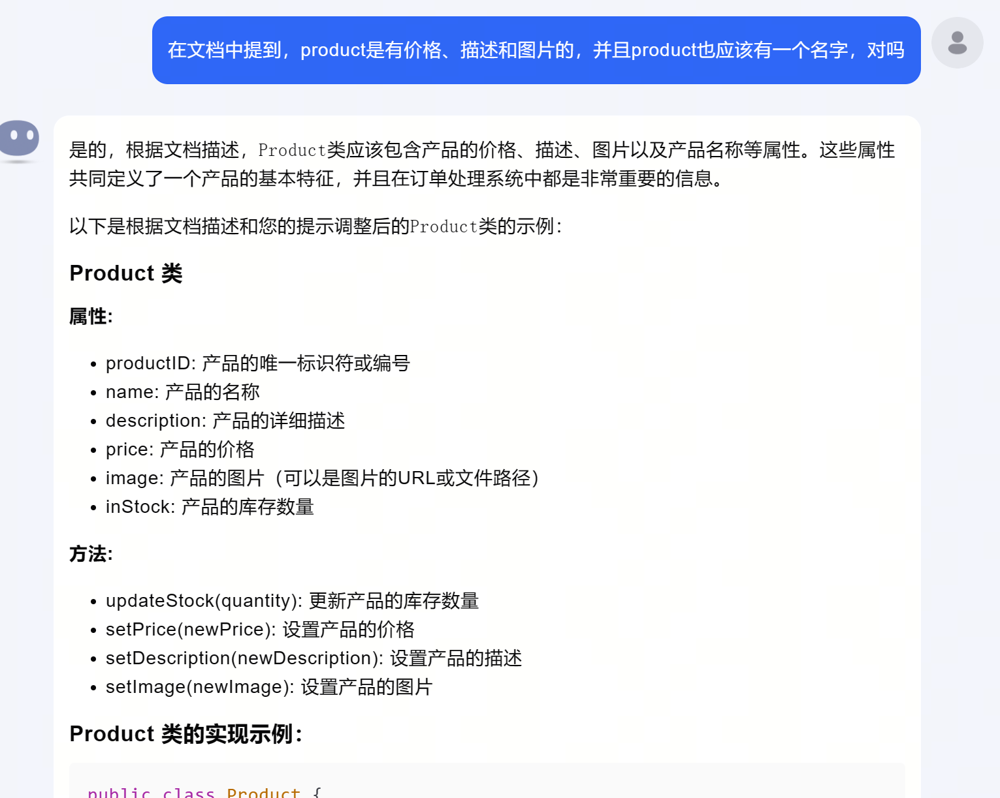 在文档中提到，product是有价格、描述和图片的，并且product也应该有一个名字，对吗
是的，根据文档描述，Product类应该包含产品的价格、描述、图片以及产品名称等属性。这些属性
共同定义了一个产品的基本特征，并且在订单处理系统中都是非常重要的信息。
以下是根据文档描述和您的提示调整后的Product类的示例：
Product 类
属性:
• productID: 产品的唯一标识符或编号
• name: 产品的名称
• description: 产品的详细描述
• price: 产品的价格
• image: 产品的图片（可以是图片的URL或文件路径）
• inStock: 产品的库存数量
方法:
• updateStock(quantity): 更新产品的库存数量
• setPrice(newPrice): 设置产品的价格
• setDescription(newDescription): 设置产品的描述
• setImage(newImage): 设置产品的图片
Product 类的实现示例：
public class Product {